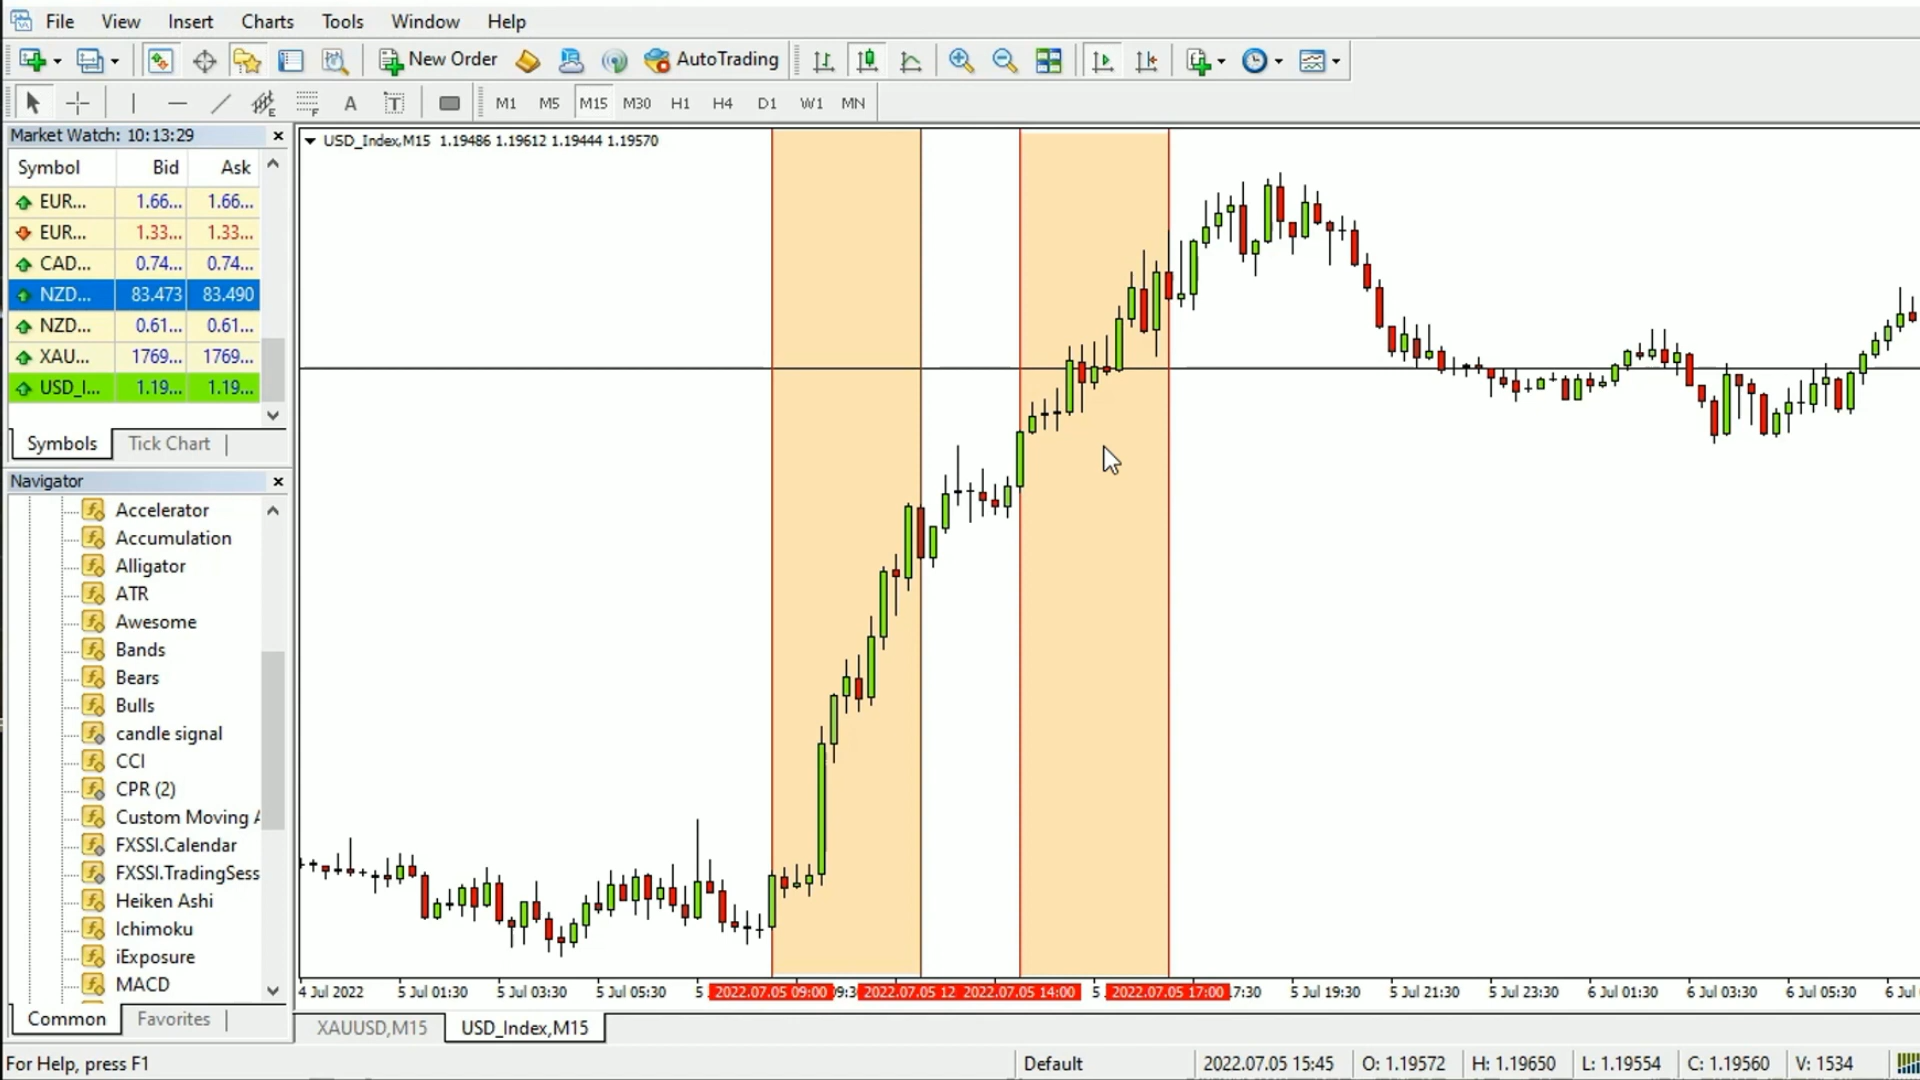 File View Insert Charts Tools Window Help
New Order AutoTrading
E F A T M1 M5 M15 M30 H1 H4 D1 W1 MN
Market Watch: 10:13:29
Symbol Bid Ask
EUR... 1.66... 1.66...
EUR... 1.33... 1.33...
CAD... 0.74... 0.74...
NZD... 83.473 83.490
NZD... 0.61... 0.61...
XAU... 1769... 1769...
USD_I... 1.19... 1.19...
Symbols Tick Chart
Navigator
Accelerator
Accumulation
Alligator
ATR
Awesome
Bands
Bears
Bulls
candle signal
CCI
CPR (2)
Custom Moving A
FXSSI.Calendar
FXSSI.TradingSess
Heiken Ashi
Ichimoku
iExposure
MACD
Common Favorites
USD_Index,M15 1.19486 1.19612 1.19444 1.19570
4 Jul 2022 5 Jul 01:30 5 Jul 03:30 5 Jul 05:30 5 2022.07.05 09:00 9:30 2022.07.05 12 2022.07.05 14:00 5 2022.07.05 17:00 7:30 5 Jul 19:30 5 Jul 21:30 5 Jul 23:30 6 Jul 01:30 6 Jul 03:30 6 Jul 05:30 6 Jul
XAUUSD,M15 USD_Index,M15
For Help, press F1 Default 2022.07.05 15:45 O: 1.19572 H: 1.19650 L: 1.19554 C: 1.19560 V: 1534